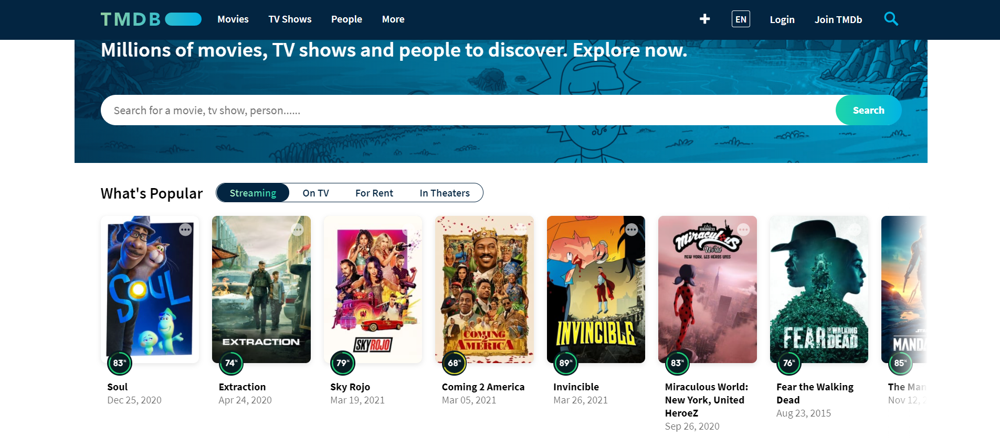 TMDB Movies TV Shows People More + EN Login Join TMDb
Millions of movies, TV shows and people to discover. Explore now.
Search for a movie, tv show, person...... Search
What's Popular Streaming On TV For Rent In Theaters
SOUL
EXTRACTION
SKY ROJO
COMING 2 AMERICA
INVINCIBLE
ZAG
Miraculous
World
NEW YORK, LES HÉROS UNIS
FEAR THE WALKING DEAD
83% 74% 79% 68% 89% 83% 76% 85%
Soul
Dec 25, 2020
Extraction
Apr 24, 2020
Sky Rojo
Mar 19, 2021
Coming 2 America
Mar 05, 2021
Invincible
Mar 26, 2021
Miraculous World:
New York, United
HeroeZ
Sep 26, 2020
Fear the Walking
Dead
Aug 23, 2015
The Man
Nov 12,